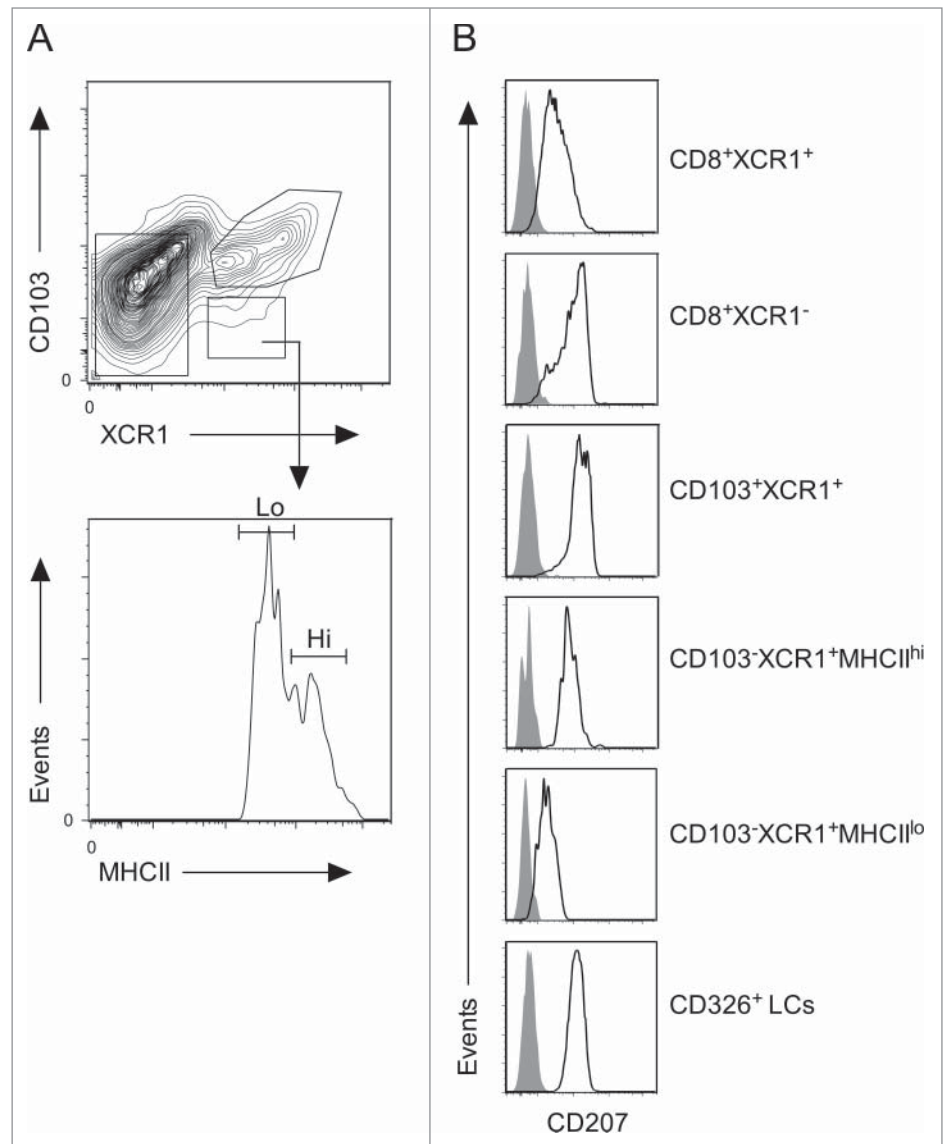 A
CD103
0
0
XCR1
Lo
Hi
Events
0
0
MHCII
B
CD8⁺XCR1⁺
CD8⁺XCR1⁻
CD103⁺XCR1⁺
CD103⁻XCR1⁺MHCIIʰⁱ
CD103⁻XCR1⁺MHCIIˡᵒ
CD326⁺ LCs
Events
CD207